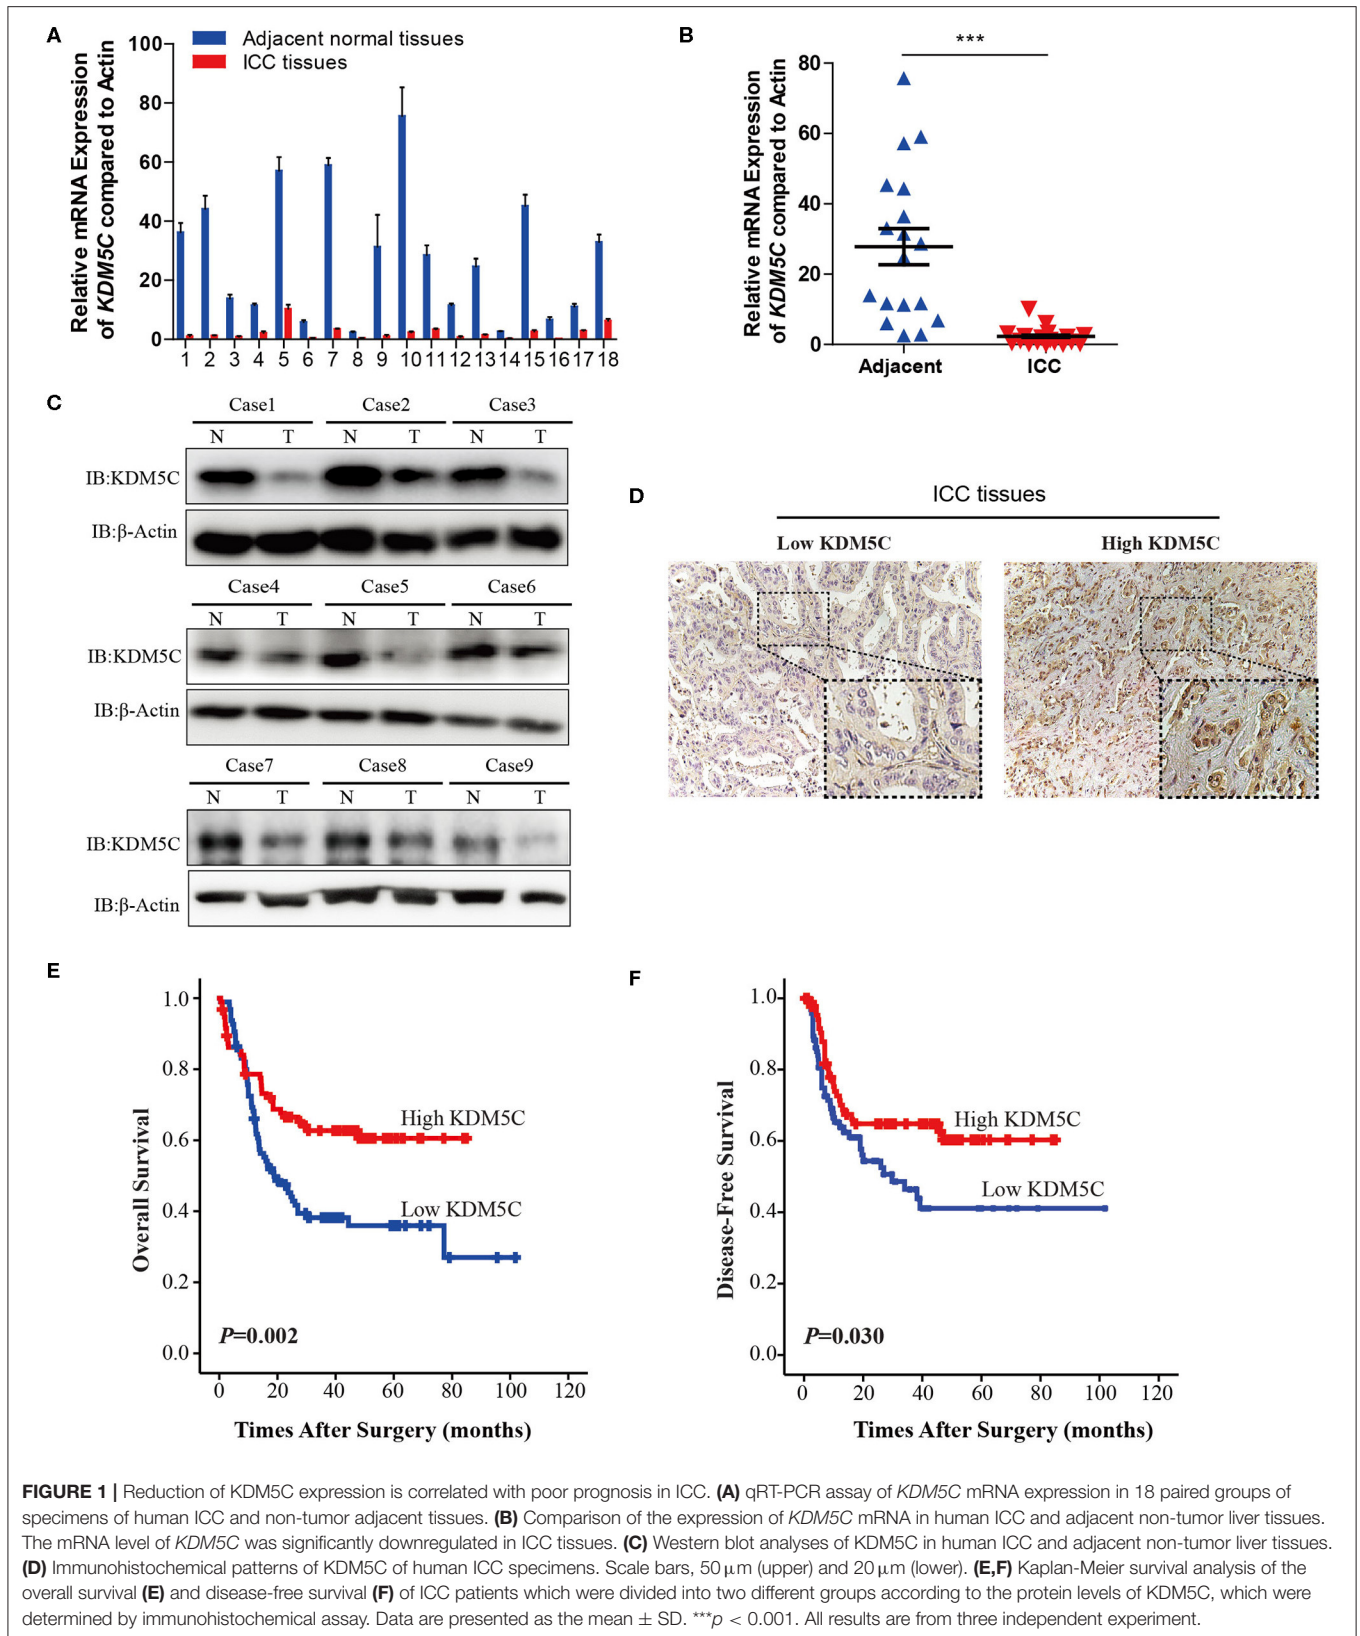 A
Adjacent normal tissues
ICC tissues
Relative mRNA Expression
of KDM5C compared to Actin
100
80
60
40
20
0
1 2 3 4 5 6 7 8 9 10 11 12 13 14 15 16 17 18
B
***
Relative mRNA Expression
of KDM5C compared to Actin
80
60
40
20
0
Adjacent ICC
C
Case1 Case2 Case3
N T N T N T
IB:KDM5C
IB:β-Actin
Case4 Case5 Case6
N T N T N T
IB:KDM5C
IB:β-Actin
Case7 Case8 Case9
N T N T N T
IB:KDM5C
IB:β-Actin
D
ICC tissues
Low KDM5C High KDM5C
E
Overall Survival
1.0
0.8
0.6
0.4
0.2
0.0
High KDM5C
Low KDM5C
P=0.002
0 20 40 60 80 100 120
Times After Surgery (months)
F
Disease-Free Survival
1.0
0.8
0.6
0.4
0.2
0.0
High KDM5C
Low KDM5C
P=0.030
0 20 40 60 80 100 120
Times After Surgery (months)
FIGURE 1 | Reduction of KDM5C expression is correlated with poor prognosis in ICC. (A) qRT-PCR assay of KDM5C mRNA expression in 18 paired groups of
specimens of human ICC and non-tumor adjacent tissues. (B) Comparison of the expression of KDM5C mRNA in human ICC and adjacent non-tumor liver tissues.
The mRNA level of KDM5C was significantly downregulated in ICC tissues. (C) Western blot analyses of KDM5C in human ICC and adjacent non-tumor liver tissues.
(D) Immunohistochemical patterns of KDM5C of human ICC specimens. Scale bars, 50 μm (upper) and 20 μm (lower). (E,F) Kaplan-Meier survival analysis of the
overall survival (E) and disease-free survival (F) of ICC patients which were divided into two different groups according to the protein levels of KDM5C, which were
determined by immunohistochemical assay. Data are presented as the mean ± SD. ***p < 0.001. All results are from three independent experiment.